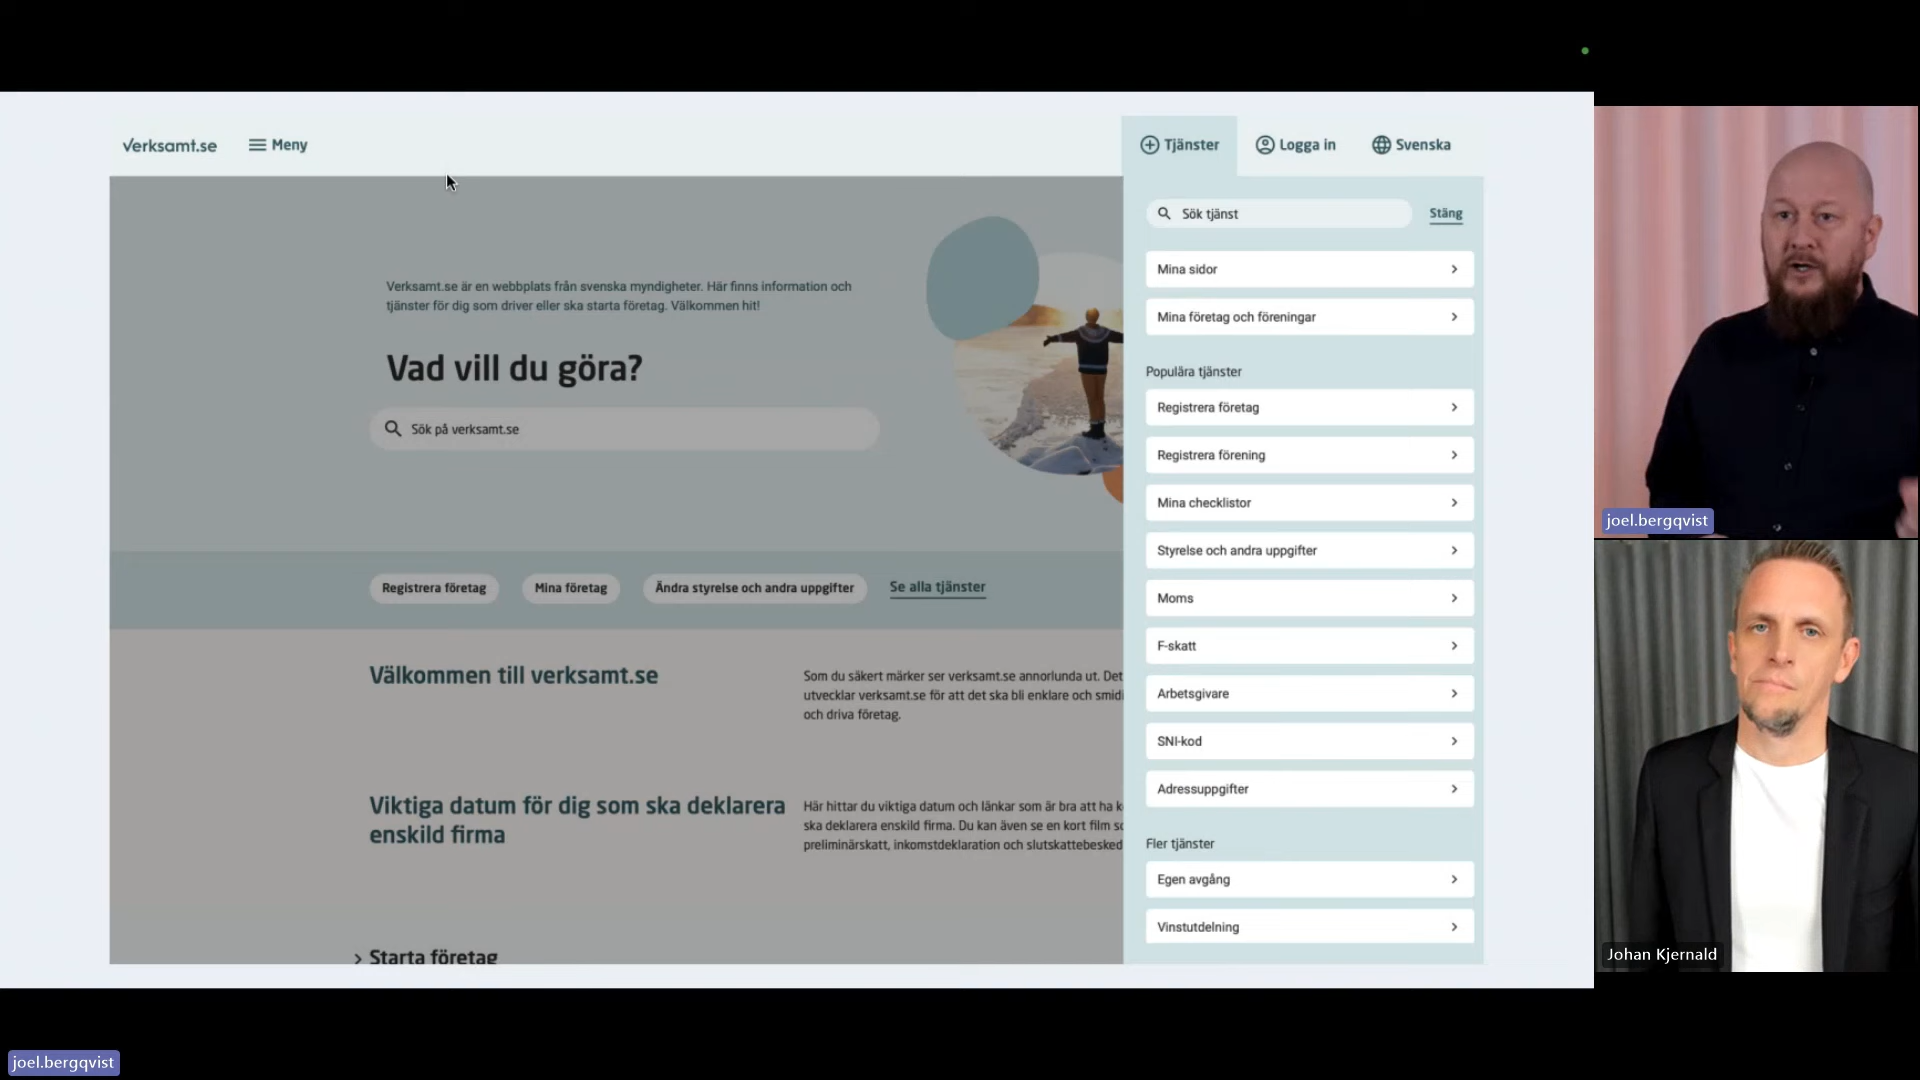 verksamt.se
Meny
Tjänster
Logga in
Svenska
Verksamt.se är en webbplats från svenska myndigheter. Här finns information och
tjänster för dig som driver eller ska starta företag. Välkommen hit!
Vad vill du göra?
Sök på verksamt.se
Registrera företag
Mina företag
Ändra styrelse och andra uppgifter
Se alla tjänster
Välkommen till verksamt.se
Som du säkert märker ser verksamt.se annorlunda ut. Det
utvecklar verksamt.se för att det ska bli enklare och smidi
och driva företag.
Viktiga datum för dig som ska deklarera
enskild firma
Här hittar du viktiga datum och länkar som är bra att ha k
ska deklarera enskild firma. Du kan även se en kort film so
preliminärskatt, inkomstdeklaration och slutskattebesked
Starta företag
Sök tjänst
Stäng
Mina sidor
Mina företag och föreningar
Populära tjänster
Registrera företag
Registrera förening
Mina checklistor
Styrelse och andra uppgifter
Moms
F-skatt
Arbetsgivare
SNI-kod
Adressuppgifter
Fler tjänster
Egen avgång
Vinstutdelning
joel.bergqvist
Johan Kjernald
joel.bergqvist